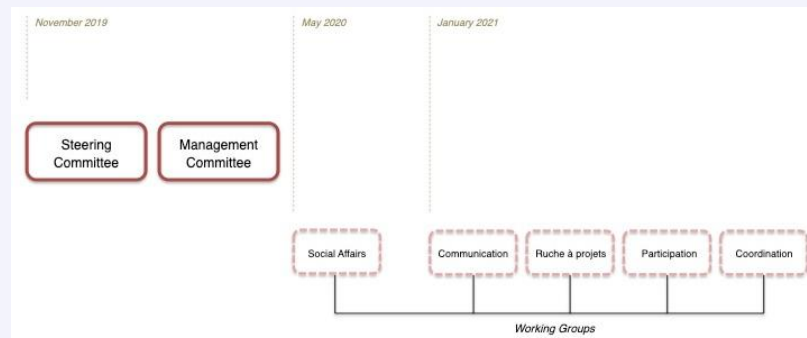 November 2019
May 2020
January 2021
Steering
Committee
Management
Committee
Social Affairs
Communication
Ruche à projets
Participation
Coordination
Working Groups